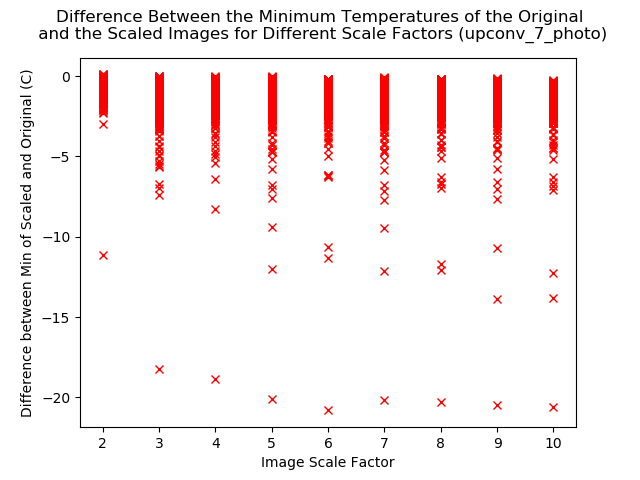 Difference Between the Minimum Temperatures of the Original
and the Scaled Images for Different Scale Factors (upconv_7_photo)
Difference between Min of Scaled and Original (C)
0
−5
−10
−15
−20
2 3 4 5 6 7 8 9 10
Image Scale Factor